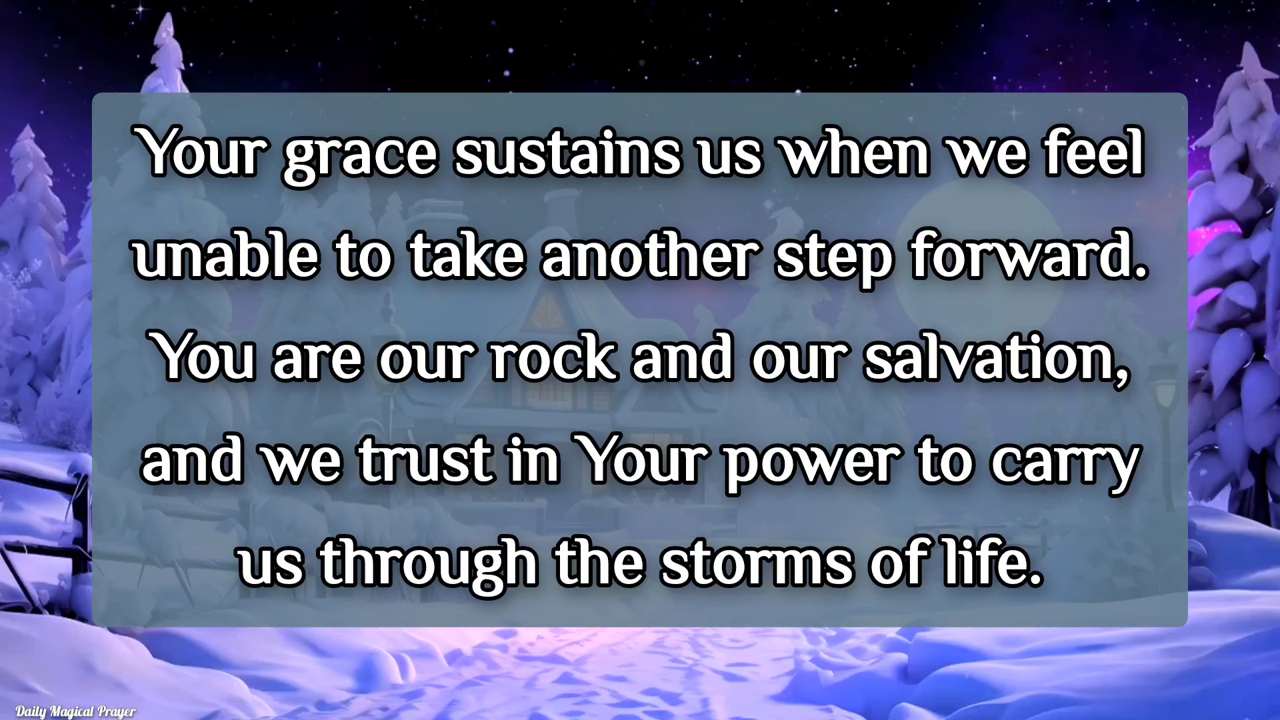 Your grace sustains us when we feel
unable to take another step forward.
You are our rock and our salvation,
and we trust in Your power to carry
us through the storms of life.
Daily Magical Prayer